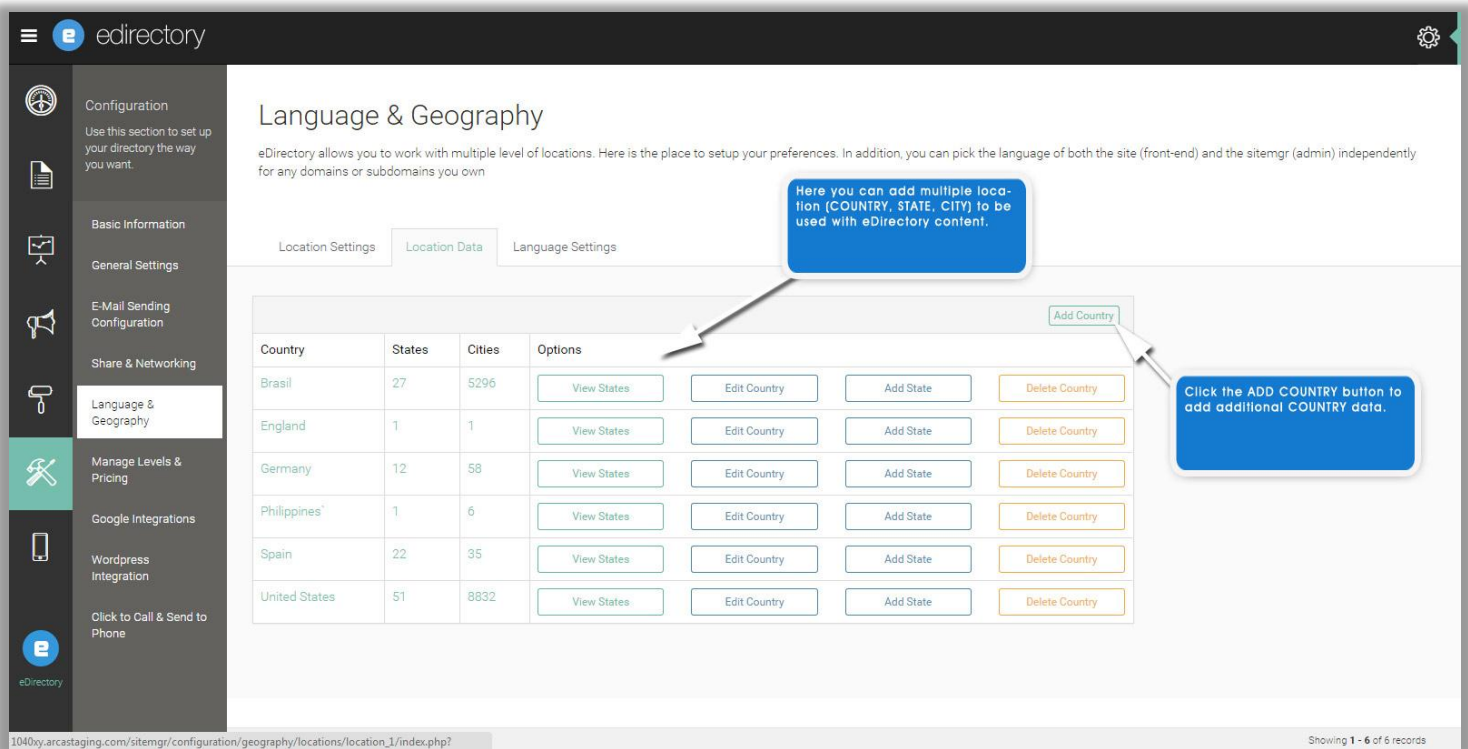 edirectory
Configuration
Use this section to set up
your directory the way
you want.
Basic Information
General Settings
E-Mail Sending
Configuration
Share & Networking
Language &
Geography
Manage Levels &
Pricing
Google Integrations
Wordpress
Integration
Click to Call & Send to
Phone
eDirectory
Language & Geography
eDirectory allows you to work with multiple level of locations. Here is the place to setup your preferences. In addition, you can pick the language of both the site (front-end) and the sitemgr (admin) independently
for any domains or subdomains you own
Here you can add multiple loca-
tion (COUNTRY, STATE, CITY) to be
used with eDirectory content.
Location Settings Location Data Language Settings
Add Country
Country States Cities Options
Brasil 27 5296 View States Edit Country Add State Delete Country
England 1 1 View States Edit Country Add State Delete Country
Germany 12 58 View States Edit Country Add State Delete Country
Philippines` 1 6 View States Edit Country Add State Delete Country
Spain 22 35 View States Edit Country Add State Delete Country
United States 51 8832 View States Edit Country Add State Delete Country
Click the ADD COUNTRY button to
add additional COUNTRY data.
1040xy.arcastaging.com/sitemgr/configuration/geography/locations/location_1/index.php?
Showing 1 - 6 of 6 records